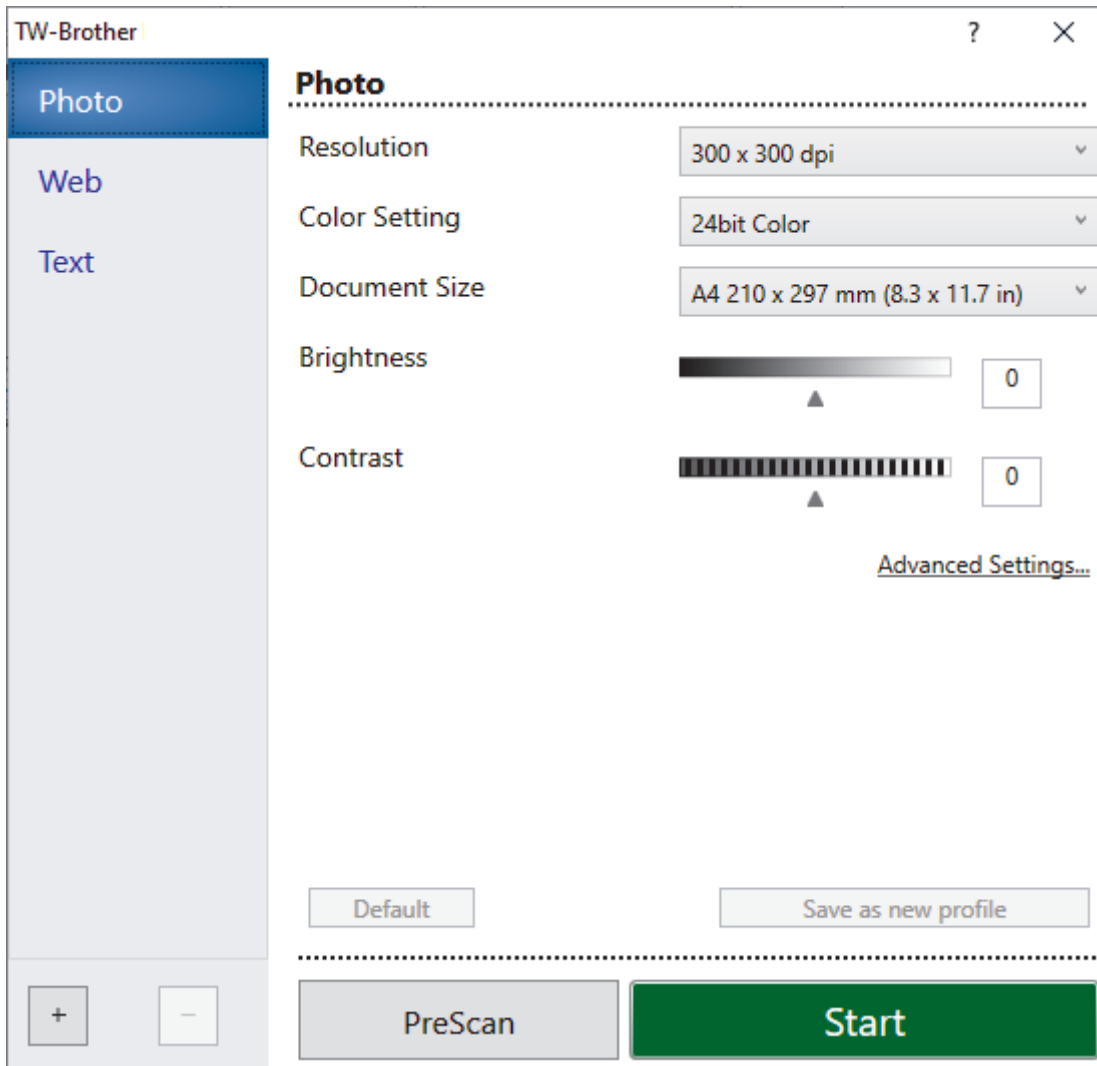 TW-Brother
?
Photo
Web
Text
Photo
Resolution
300 x 300 dpi
Color Setting
24bit Color
Document Size
A4 210 x 297 mm (8.3 x 11.7 in)
Brightness
0
Contrast
0
Advanced Settings...
Default
Save as new profile
+
−
PreScan
Start